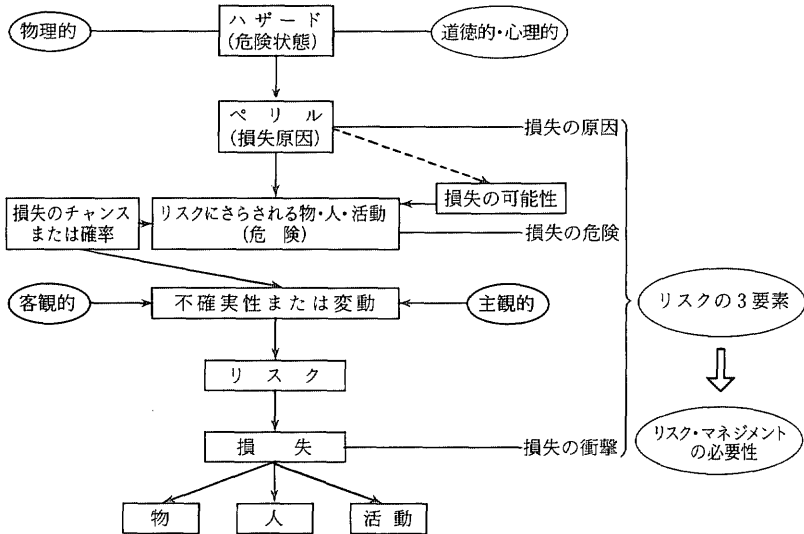 物理的
ハザード
(危険状態)
道徳的・心理的
ペリル
(損失原因)
損失の原因
損失の可能性
損失のチャンス
または確率
リスクにさらされる物・人・活動
(危険)
損失の危険
客観的
不確実性または変動
主観的
リスクの3要素
リスク
損失
損失の衝撃
リスク・マネジメント
の必要性
物
人
活動